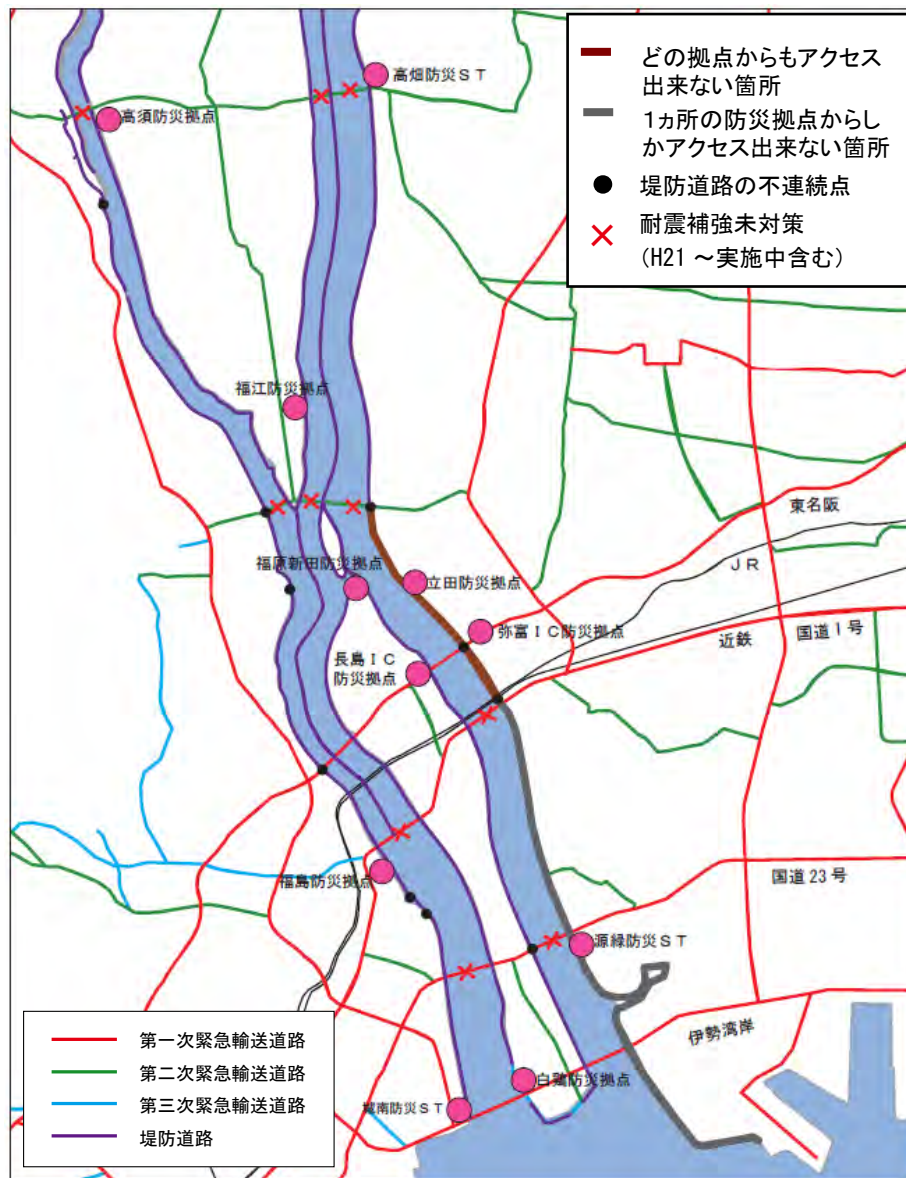 どの拠点からもアクセス
出来ない箇所
1ヵ所の防災拠点からし
かアクセス出来ない箇所
堤防道路の不連続点
耐震補強未対策
(H21 ~実施中含む)
高畑防災ST
高須防災拠点
福江防災拠点
東名阪
JR
福原新田防災拠点
立田防災拠点
弥富IC防災拠点
近鉄
国道1号
長島IC
防災拠点
福島防災拠点
国道23号
源緑防災ST
伊勢湾岸
白鶏防災拠点
城南防災ST
第一次緊急輸送道路
第二次緊急輸送道路
第三次緊急輸送道路
堤防道路